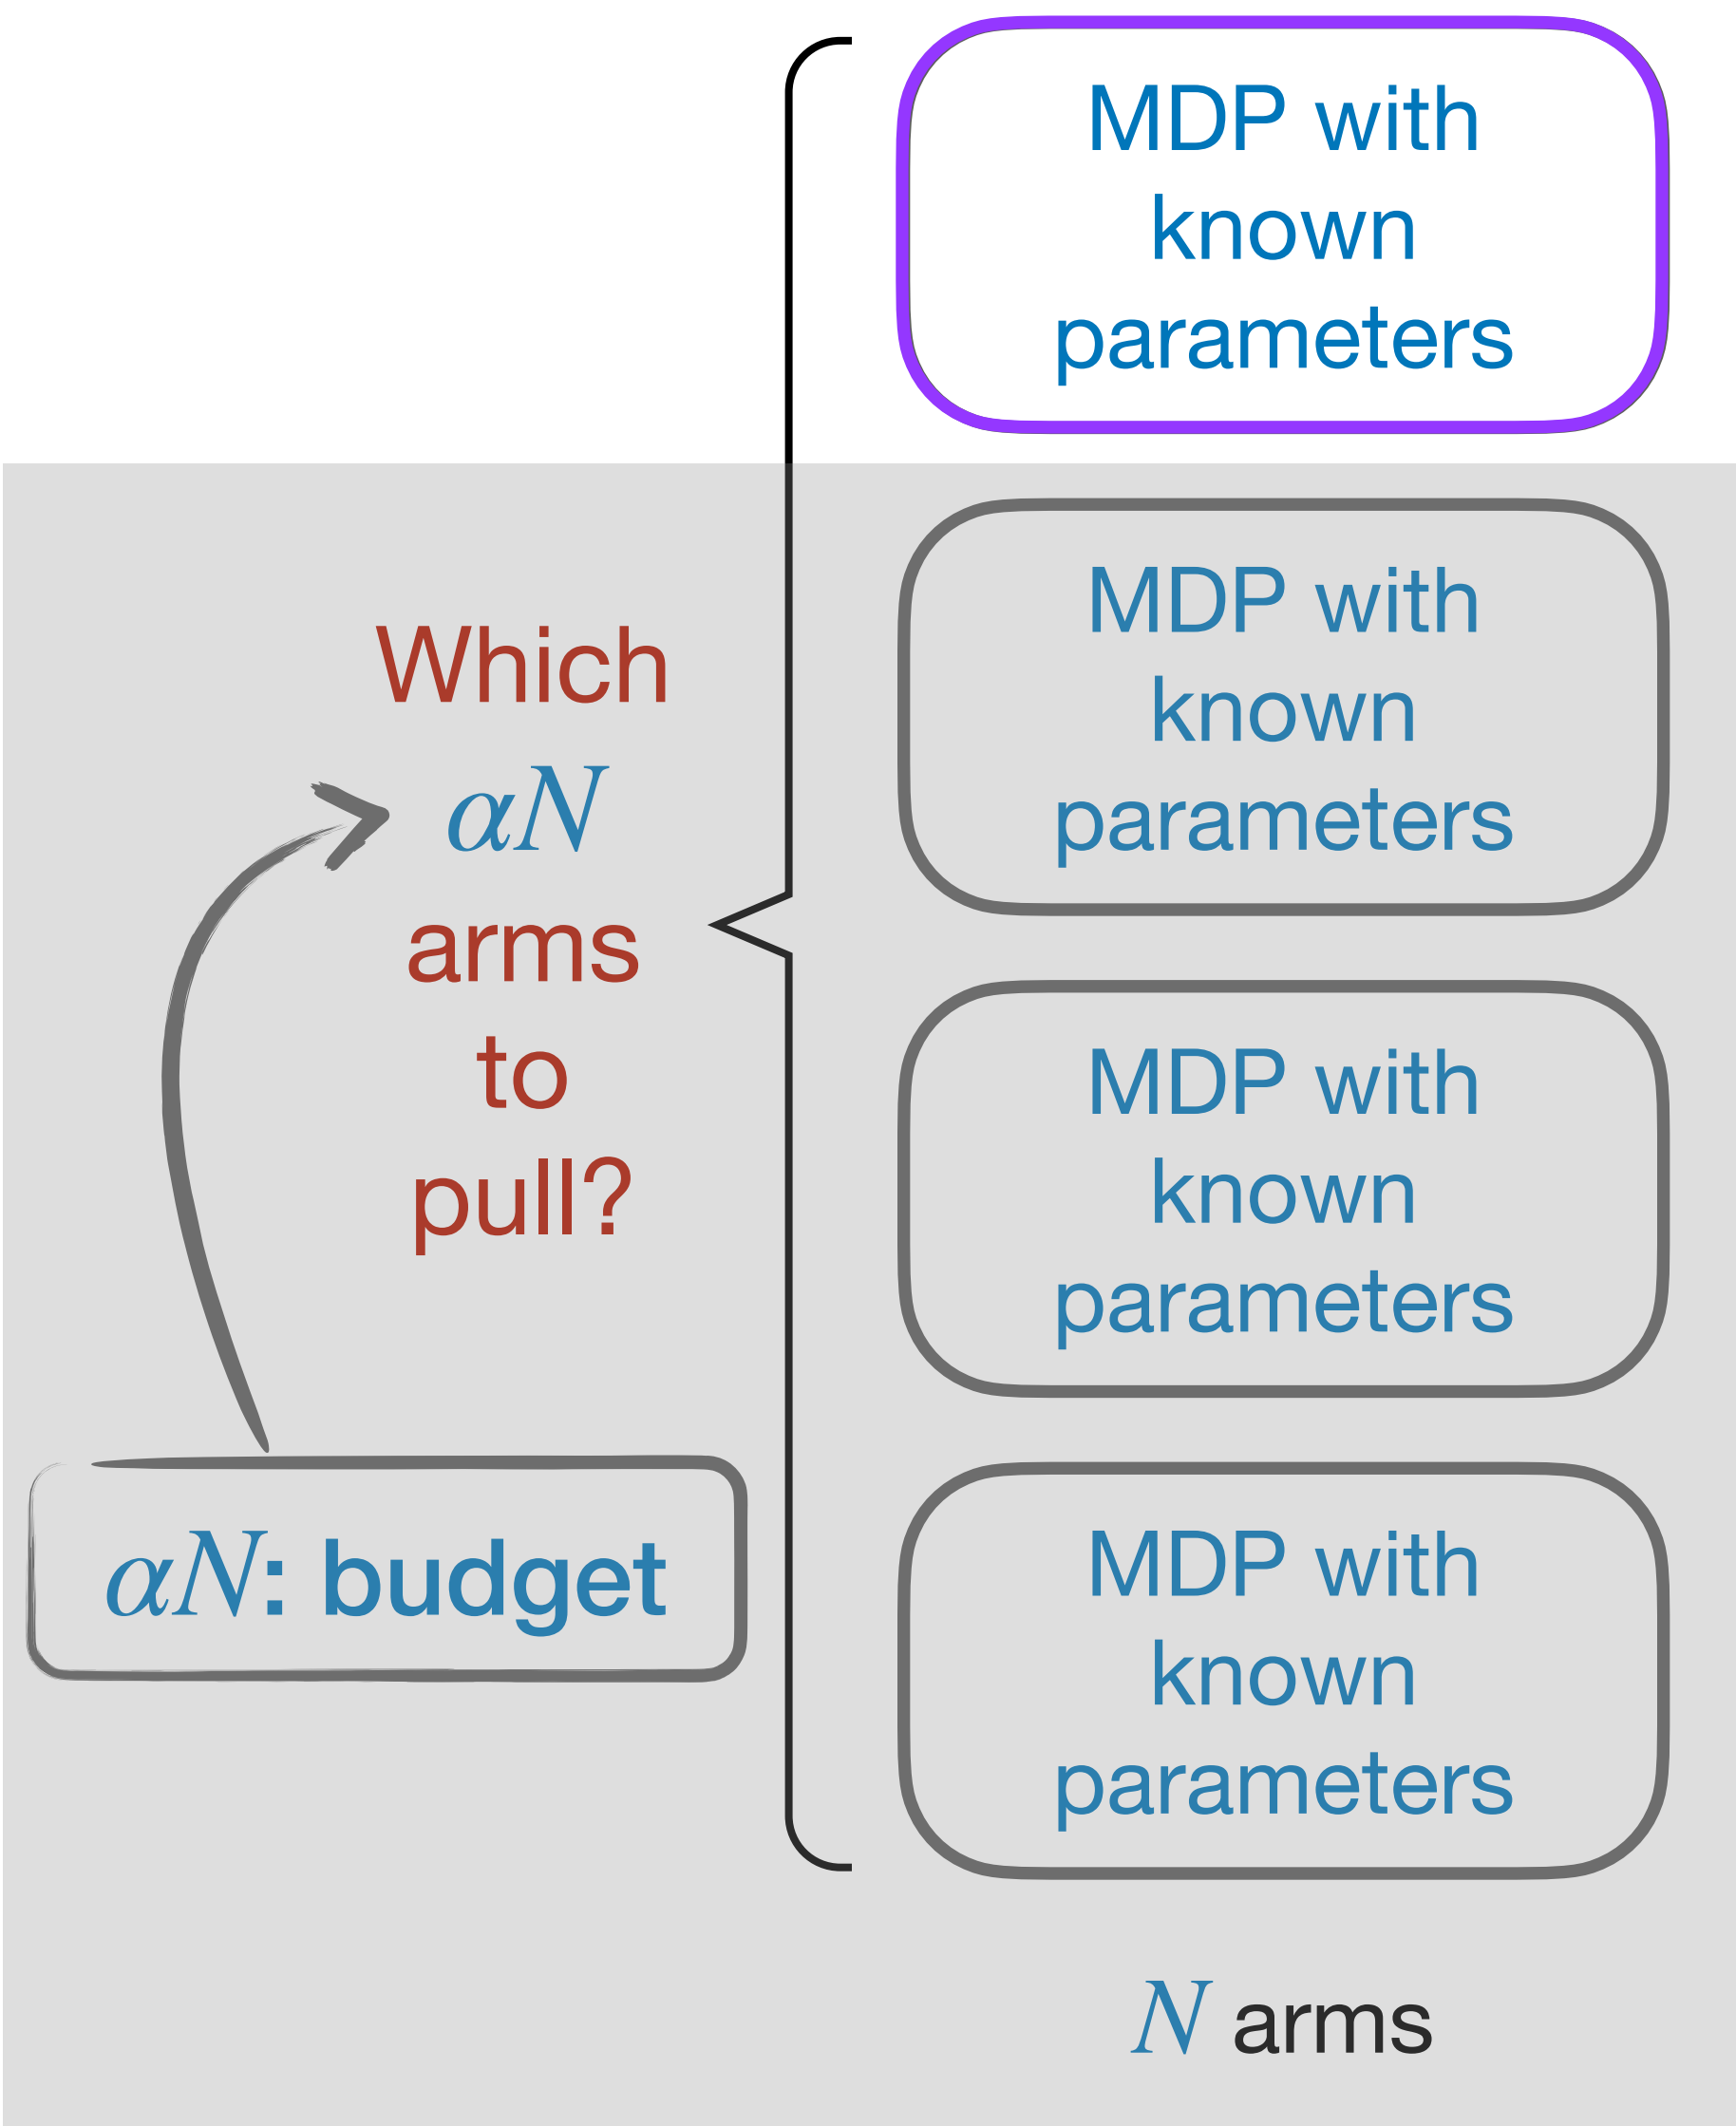 MDP with
known
parameters
MDP with
known
parameters
Which
αN
arms
to
pull?
MDP with
known
parameters
αN: budget
MDP with
known
parameters
N arms